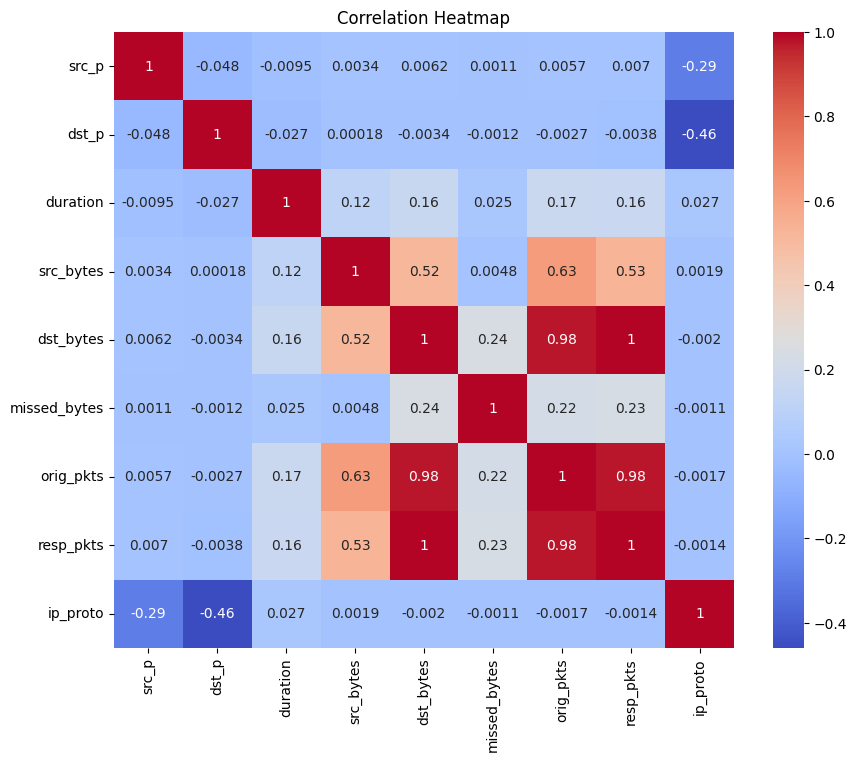 Correlation Heatmap
src_p 1 -0.048 -0.0095 0.0034 0.0062 0.0011 0.0057 0.007 -0.29
dst_p -0.048 1 -0.027 0.00018 -0.0034 -0.0012 -0.0027 -0.0038 -0.46
duration -0.0095 -0.027 1 0.12 0.16 0.025 0.17 0.16 0.027
src_bytes 0.0034 0.00018 0.12 1 0.52 0.0048 0.63 0.53 0.0019
dst_bytes 0.0062 -0.0034 0.16 0.52 1 0.24 0.98 1 -0.002
missed_bytes 0.0011 -0.0012 0.025 0.0048 0.24 1 0.22 0.23 -0.0011
orig_pkts 0.0057 -0.0027 0.17 0.63 0.98 0.22 1 0.98 -0.0017
resp_pkts 0.007 -0.0038 0.16 0.53 1 0.23 0.98 1 -0.0014
ip_proto -0.29 -0.46 0.027 0.0019 -0.002 -0.0011 -0.0017 -0.0014 1
src_p
dst_p
duration
src_bytes
dst_bytes
missed_bytes
orig_pkts
resp_pkts
ip_proto
1.0
0.8
0.6
0.4
0.2
0.0
−0.2
−0.4